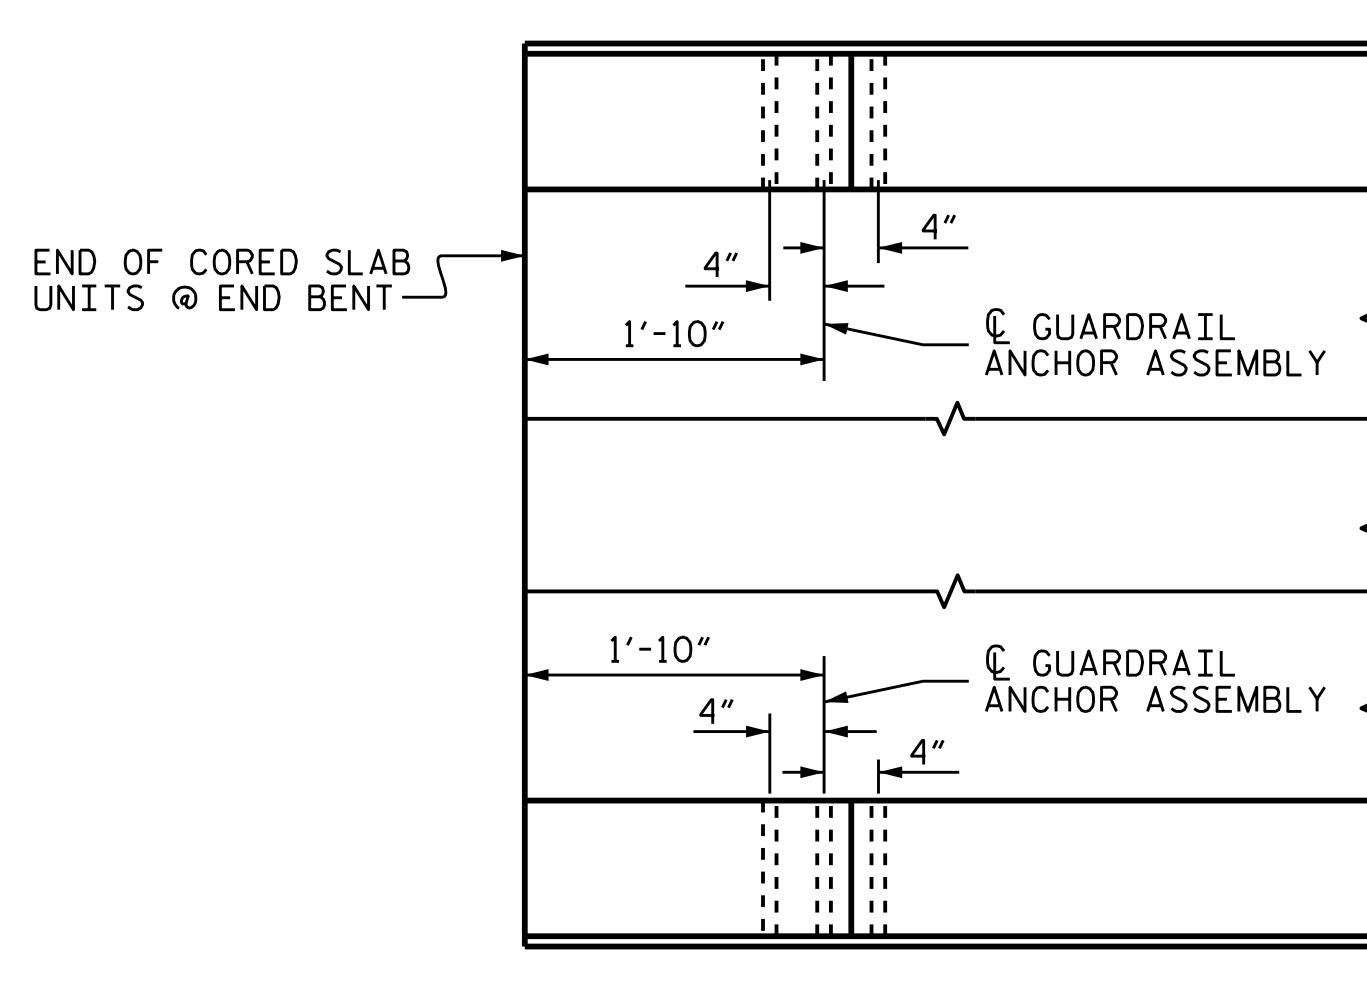 4″
END OF CORED SLAB
UNITS @ END BENT
4″
℄ GUARDRAIL
ANCHOR ASSEMBLY
1′-10″
1′-10″
℄ GUARDRAIL
ANCHOR ASSEMBLY
4″
4″